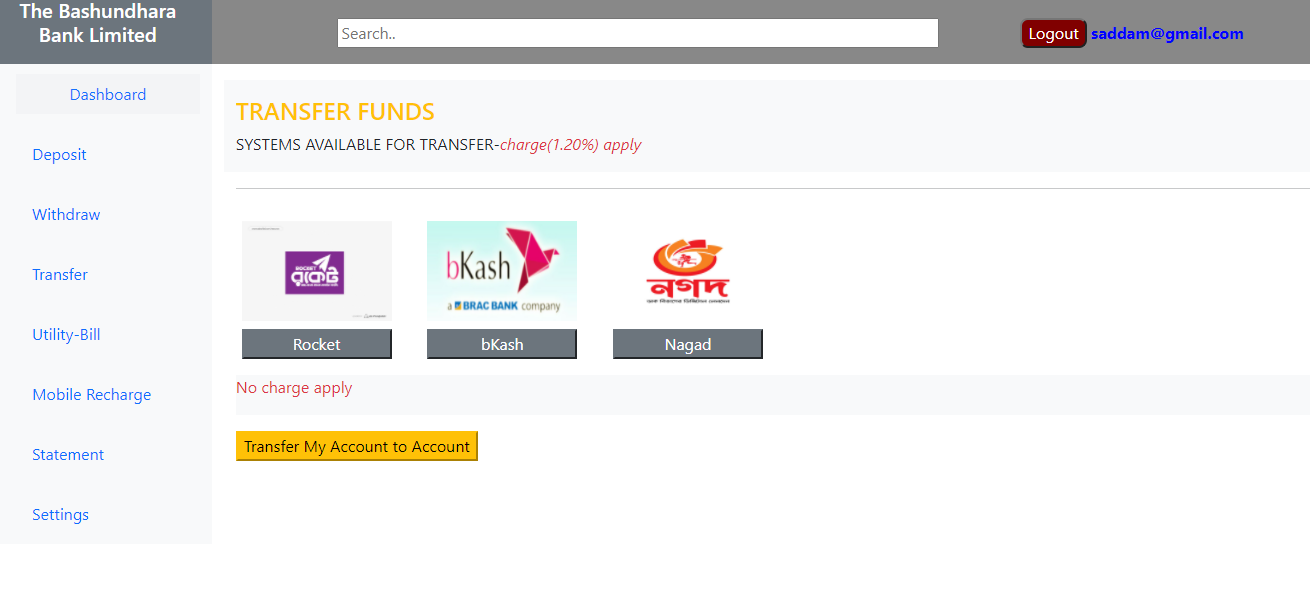 The Bashundhara
Bank Limited
Search..
Logout saddam@gmail.com
Dashboard
Deposit
Withdraw
Transfer
Utility-Bill
Mobile Recharge
Statement
Settings
TRANSFER FUNDS
SYSTEMS AVAILABLE FOR TRANSFER-charge(1.20%) apply
ROCKET
রকেট
bKash
a BRAC BANK company
নগদ
Rocket
bKash
Nagad
No charge apply
Transfer My Account to Account